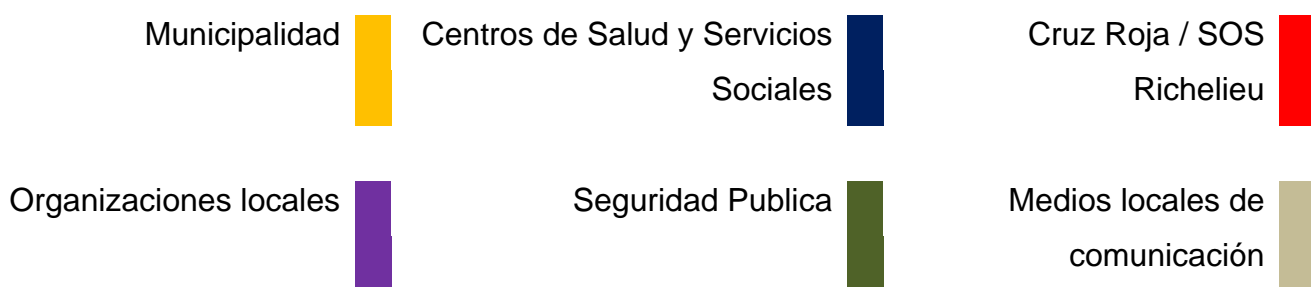 Municipalidad
Centros de Salud y Servicios
Sociales
Cruz Roja / SOS
Richelieu
Organizaciones locales
Seguridad Publica
Medios locales de
comunicación